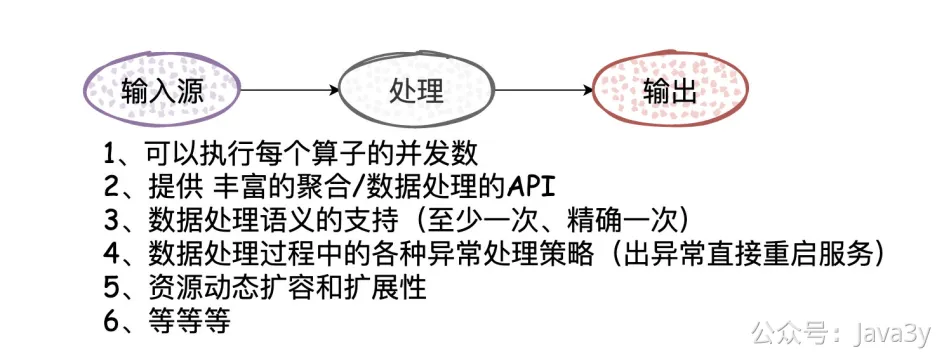 输入源
处理
输出
1、可以执行每个算子的并发数
2、提供 丰富的聚合/数据处理的API
3、数据处理语义的支持（至少一次、精确一次）
4、数据处理过程中的各种异常处理策略（出异常直接重启服务）
5、资源动态扩容和扩展性
6、等等等
公众号：Java3y